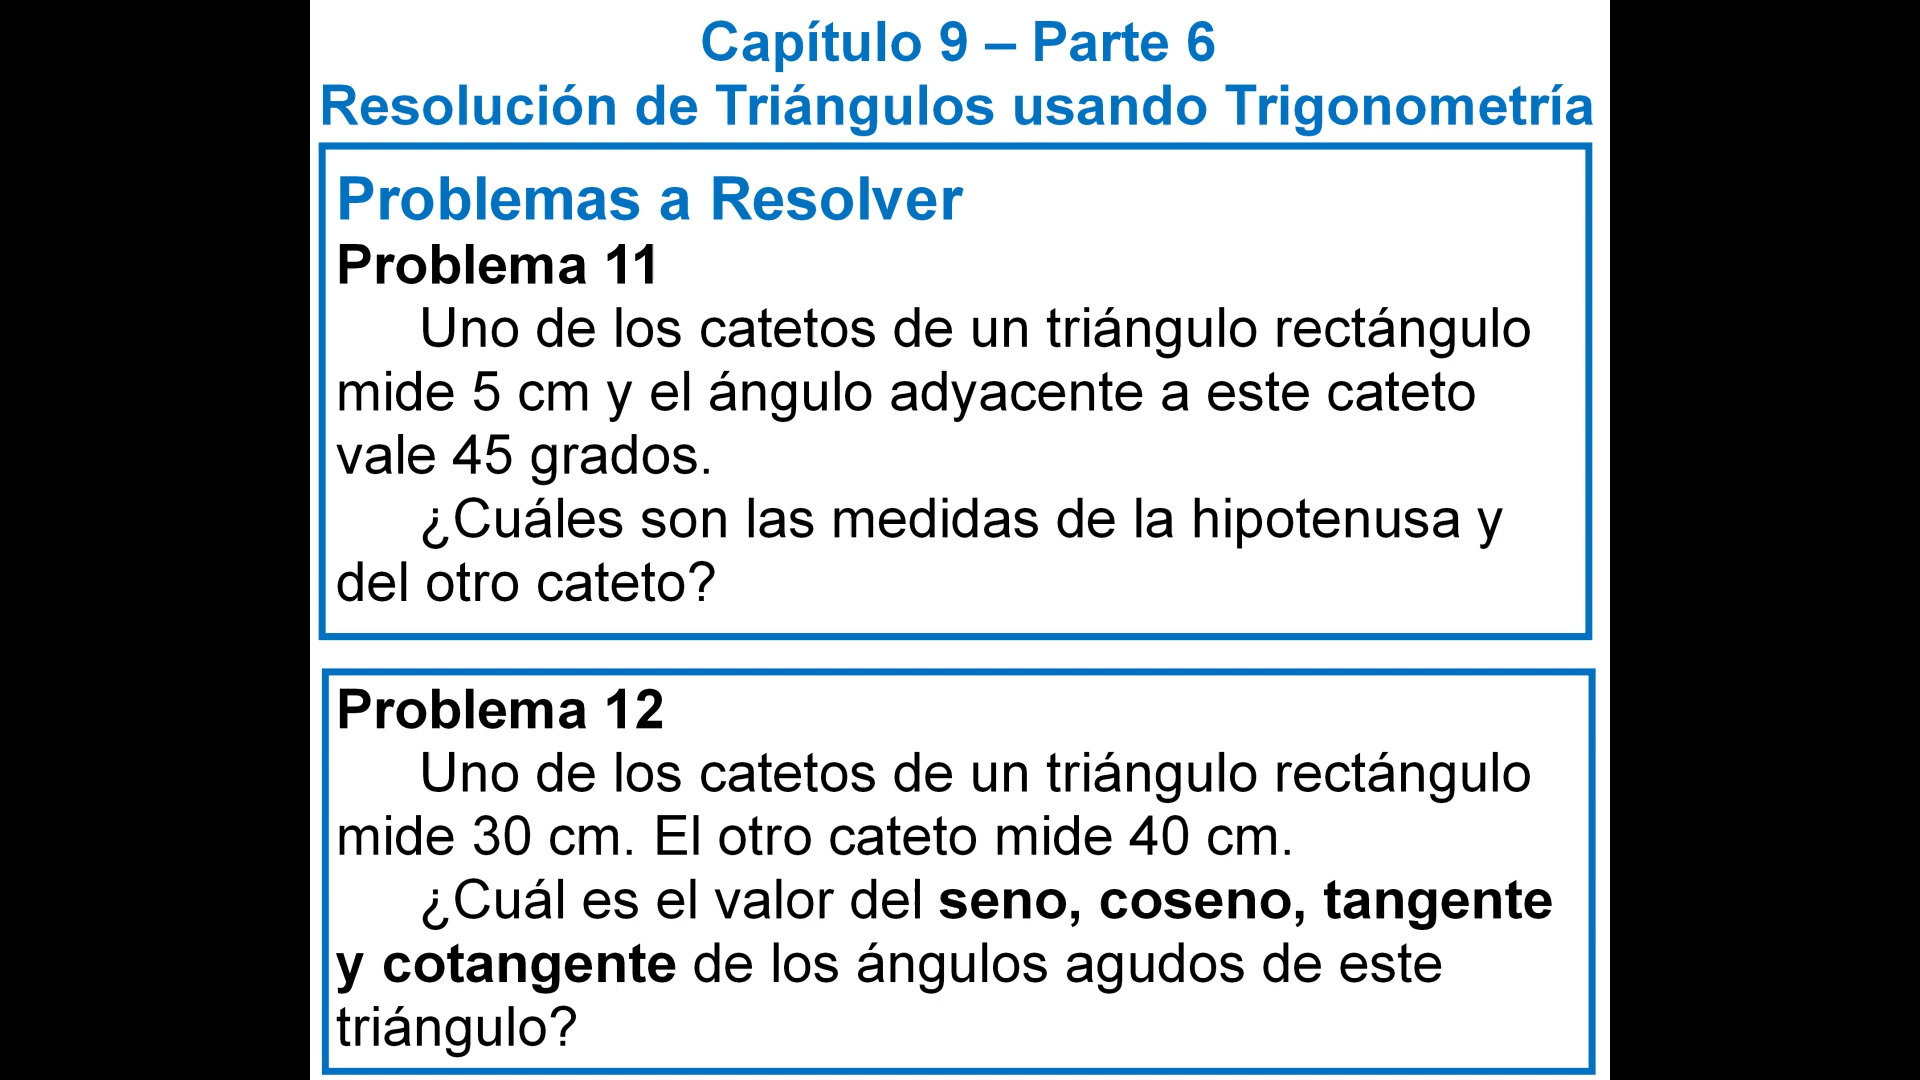 Capítulo 9 – Parte 6
Resolución de Triángulos usando Trigonometría
Problemas a Resolver
Problema 11
Uno de los catetos de un triángulo rectángulo
mide 5 cm y el ángulo adyacente a este cateto
vale 45 grados.
¿Cuáles son las medidas de la hipotenusa y
del otro cateto?
Problema 12
Uno de los catetos de un triángulo rectángulo
mide 30 cm. El otro cateto mide 40 cm.
¿Cuál es el valor del seno, coseno, tangente
y cotangente de los ángulos agudos de este
triángulo?